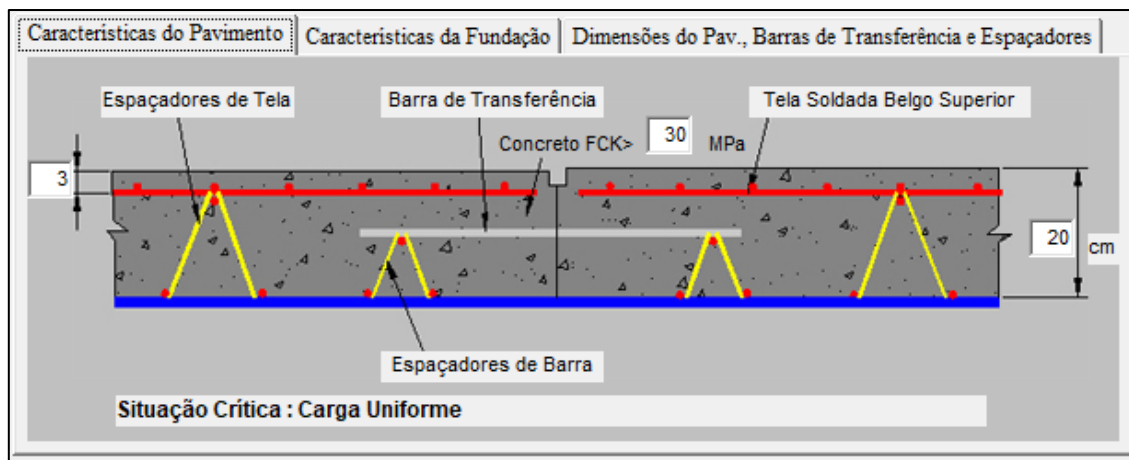 Características do Pavimento
Caracteristicas da Fundação
Dimensões do Pav., Barras de Transferência e Espaçadores
Espaçadores de Tela
Barra de Transferência
Tela Soldada Belgo Superior
Concreto FCK> 30 MPa
3
20 cm
Espaçadores de Barra
Situação Crítica : Carga Uniforme